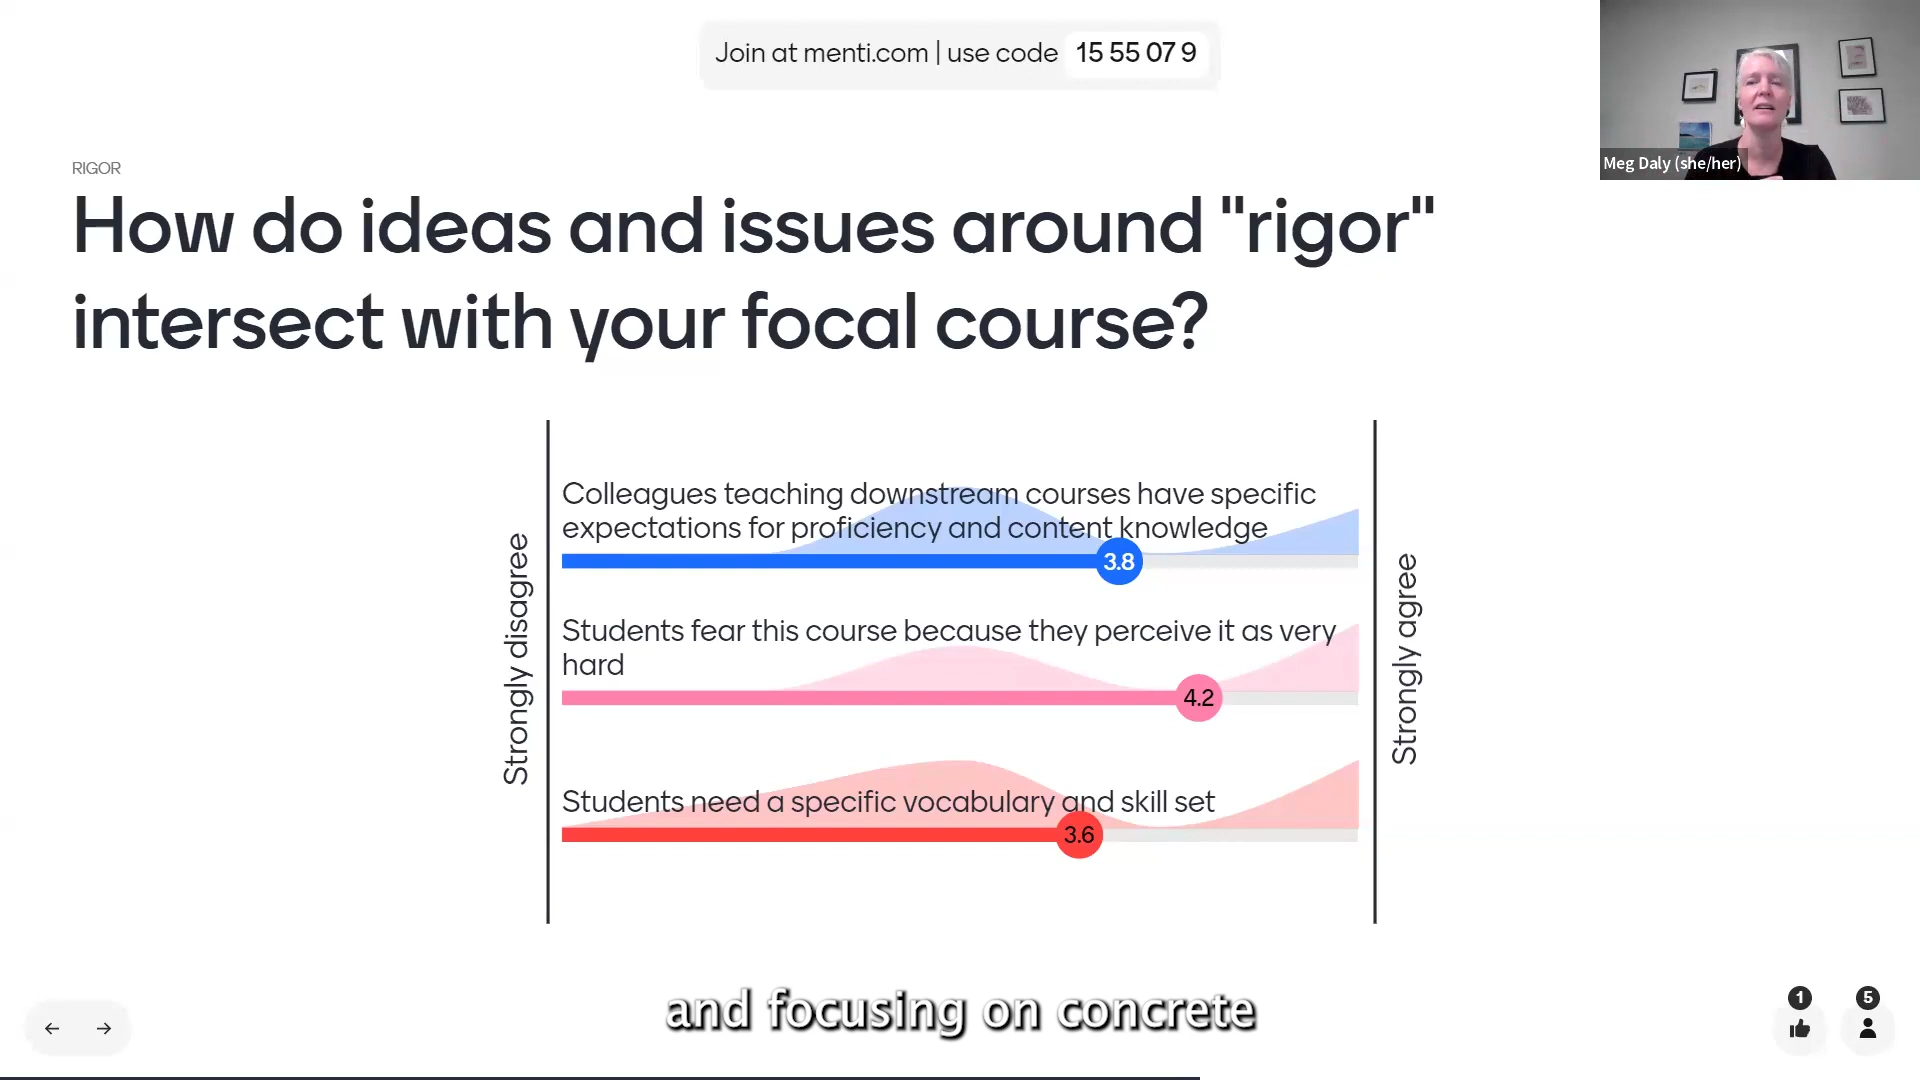 Join at menti.com | use code 15 55 07 9
Meg Daly (she/her)
RIGOR
How do ideas and issues around "rigor"
intersect with your focal course?
Strongly disagree
Colleagues teaching downstream courses have specific
expectations for proficiency and content knowledge
3.8
Students fear this course because they perceive it as very
hard
4.2
Students need a specific vocabulary and skill set
3.6
Strongly agree
and focusing on concrete
1
5